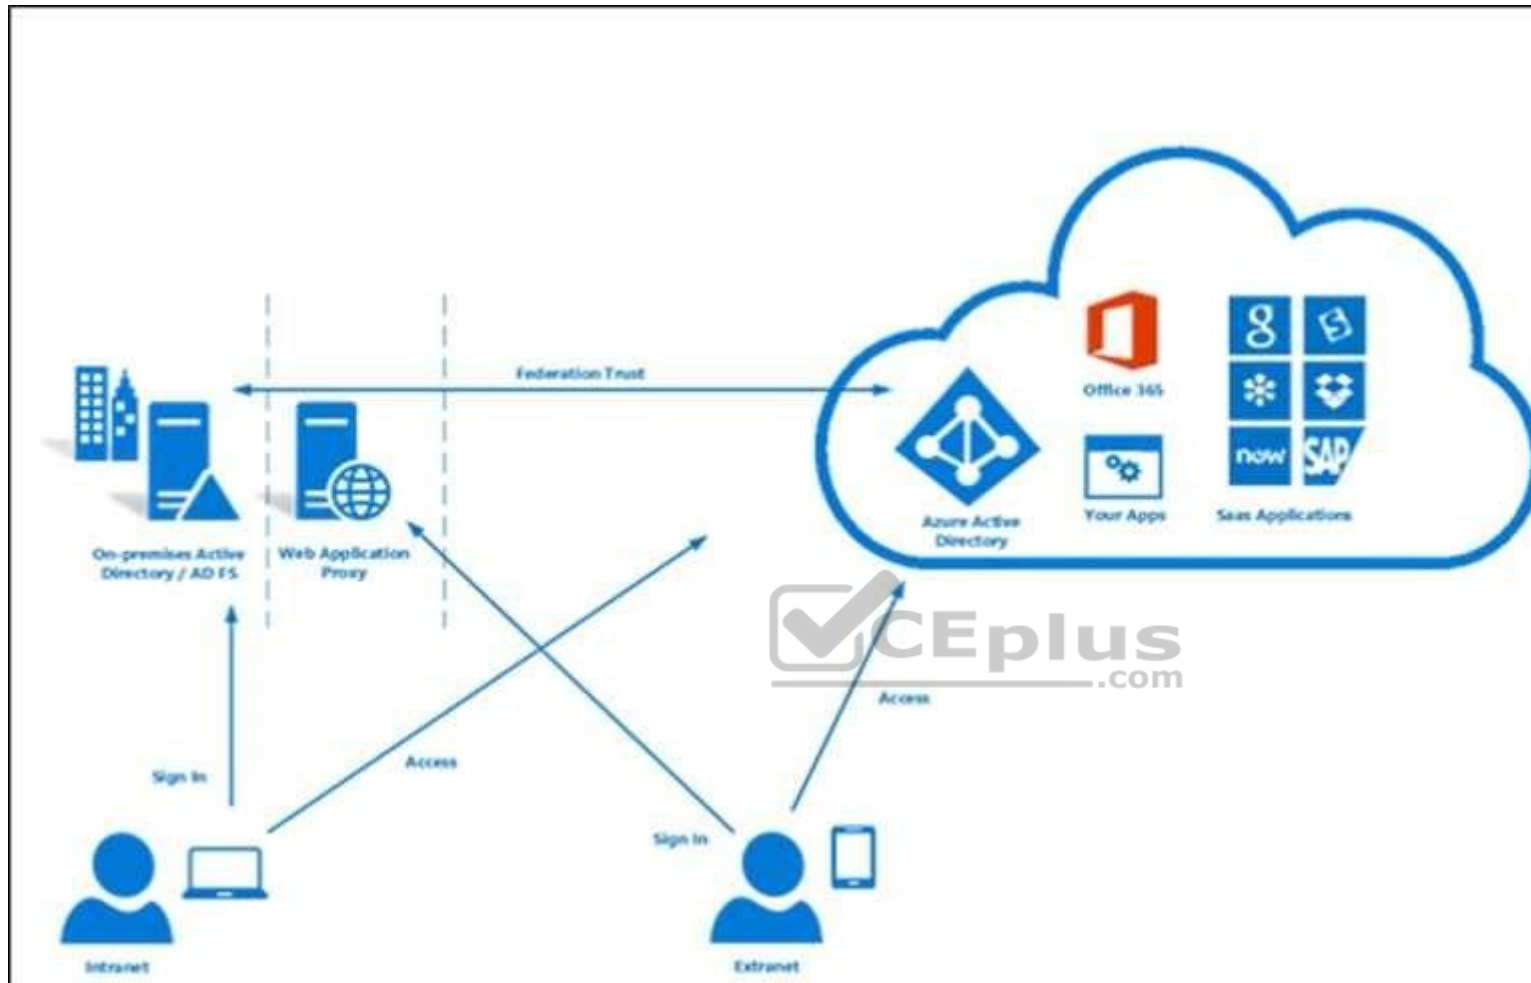 Federation Trust
Office 365
g
S
now
SAP
Your Apps
Saas Applications
Azure Active
Directory
On-premises Active
Directory / AD FS
Web Application
Proxy
CEplus
.com
Access
Access
Sign In
Sign In
Intranet
Extranet